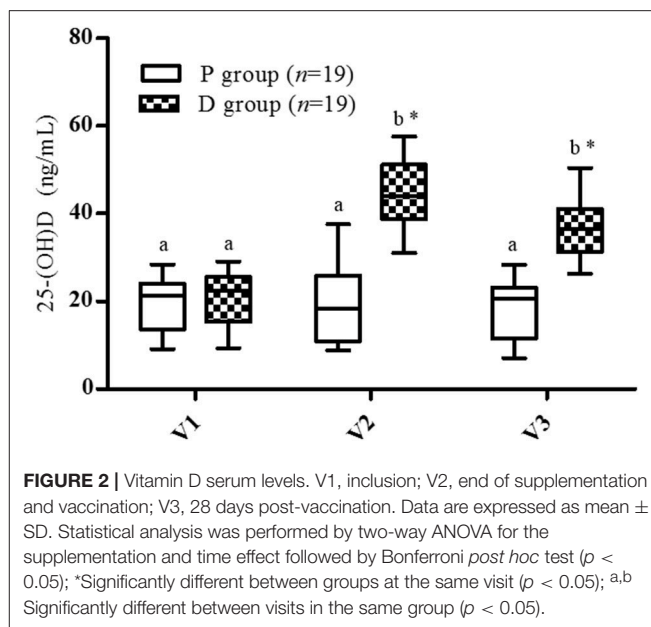 80
60
40
20
0
25-(OH)D (ng/mL)
P group (n=19)
D group (n=19)
a
a
a
b *
a
b *
V1
V2
V3
FIGURE 2 | Vitamin D serum levels. V1, inclusion; V2, end of supplementation
and vaccination; V3, 28 days post-vaccination. Data are expressed as mean ±
SD. Statistical analysis was performed by two-way ANOVA for the
supplementation and time effect followed by Bonferroni post hoc test (p <
0.05); *Significantly different between groups at the same visit (p < 0.05); a,b
Significantly different between visits in the same group (p < 0.05).